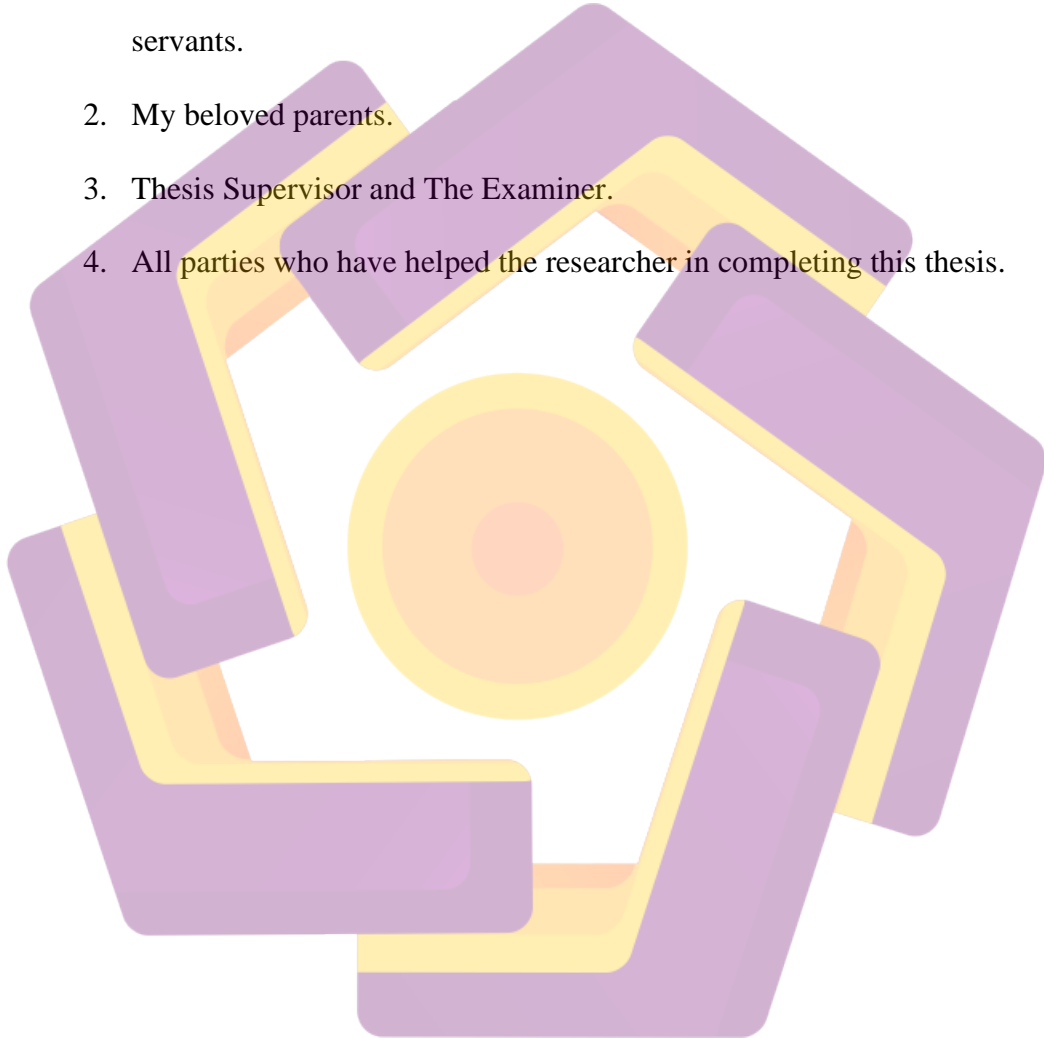 servants.
2. My beloved parents.
3. Thesis Supervisor and The Examiner.
4. All parties who have helped the researcher in completing this thesis.